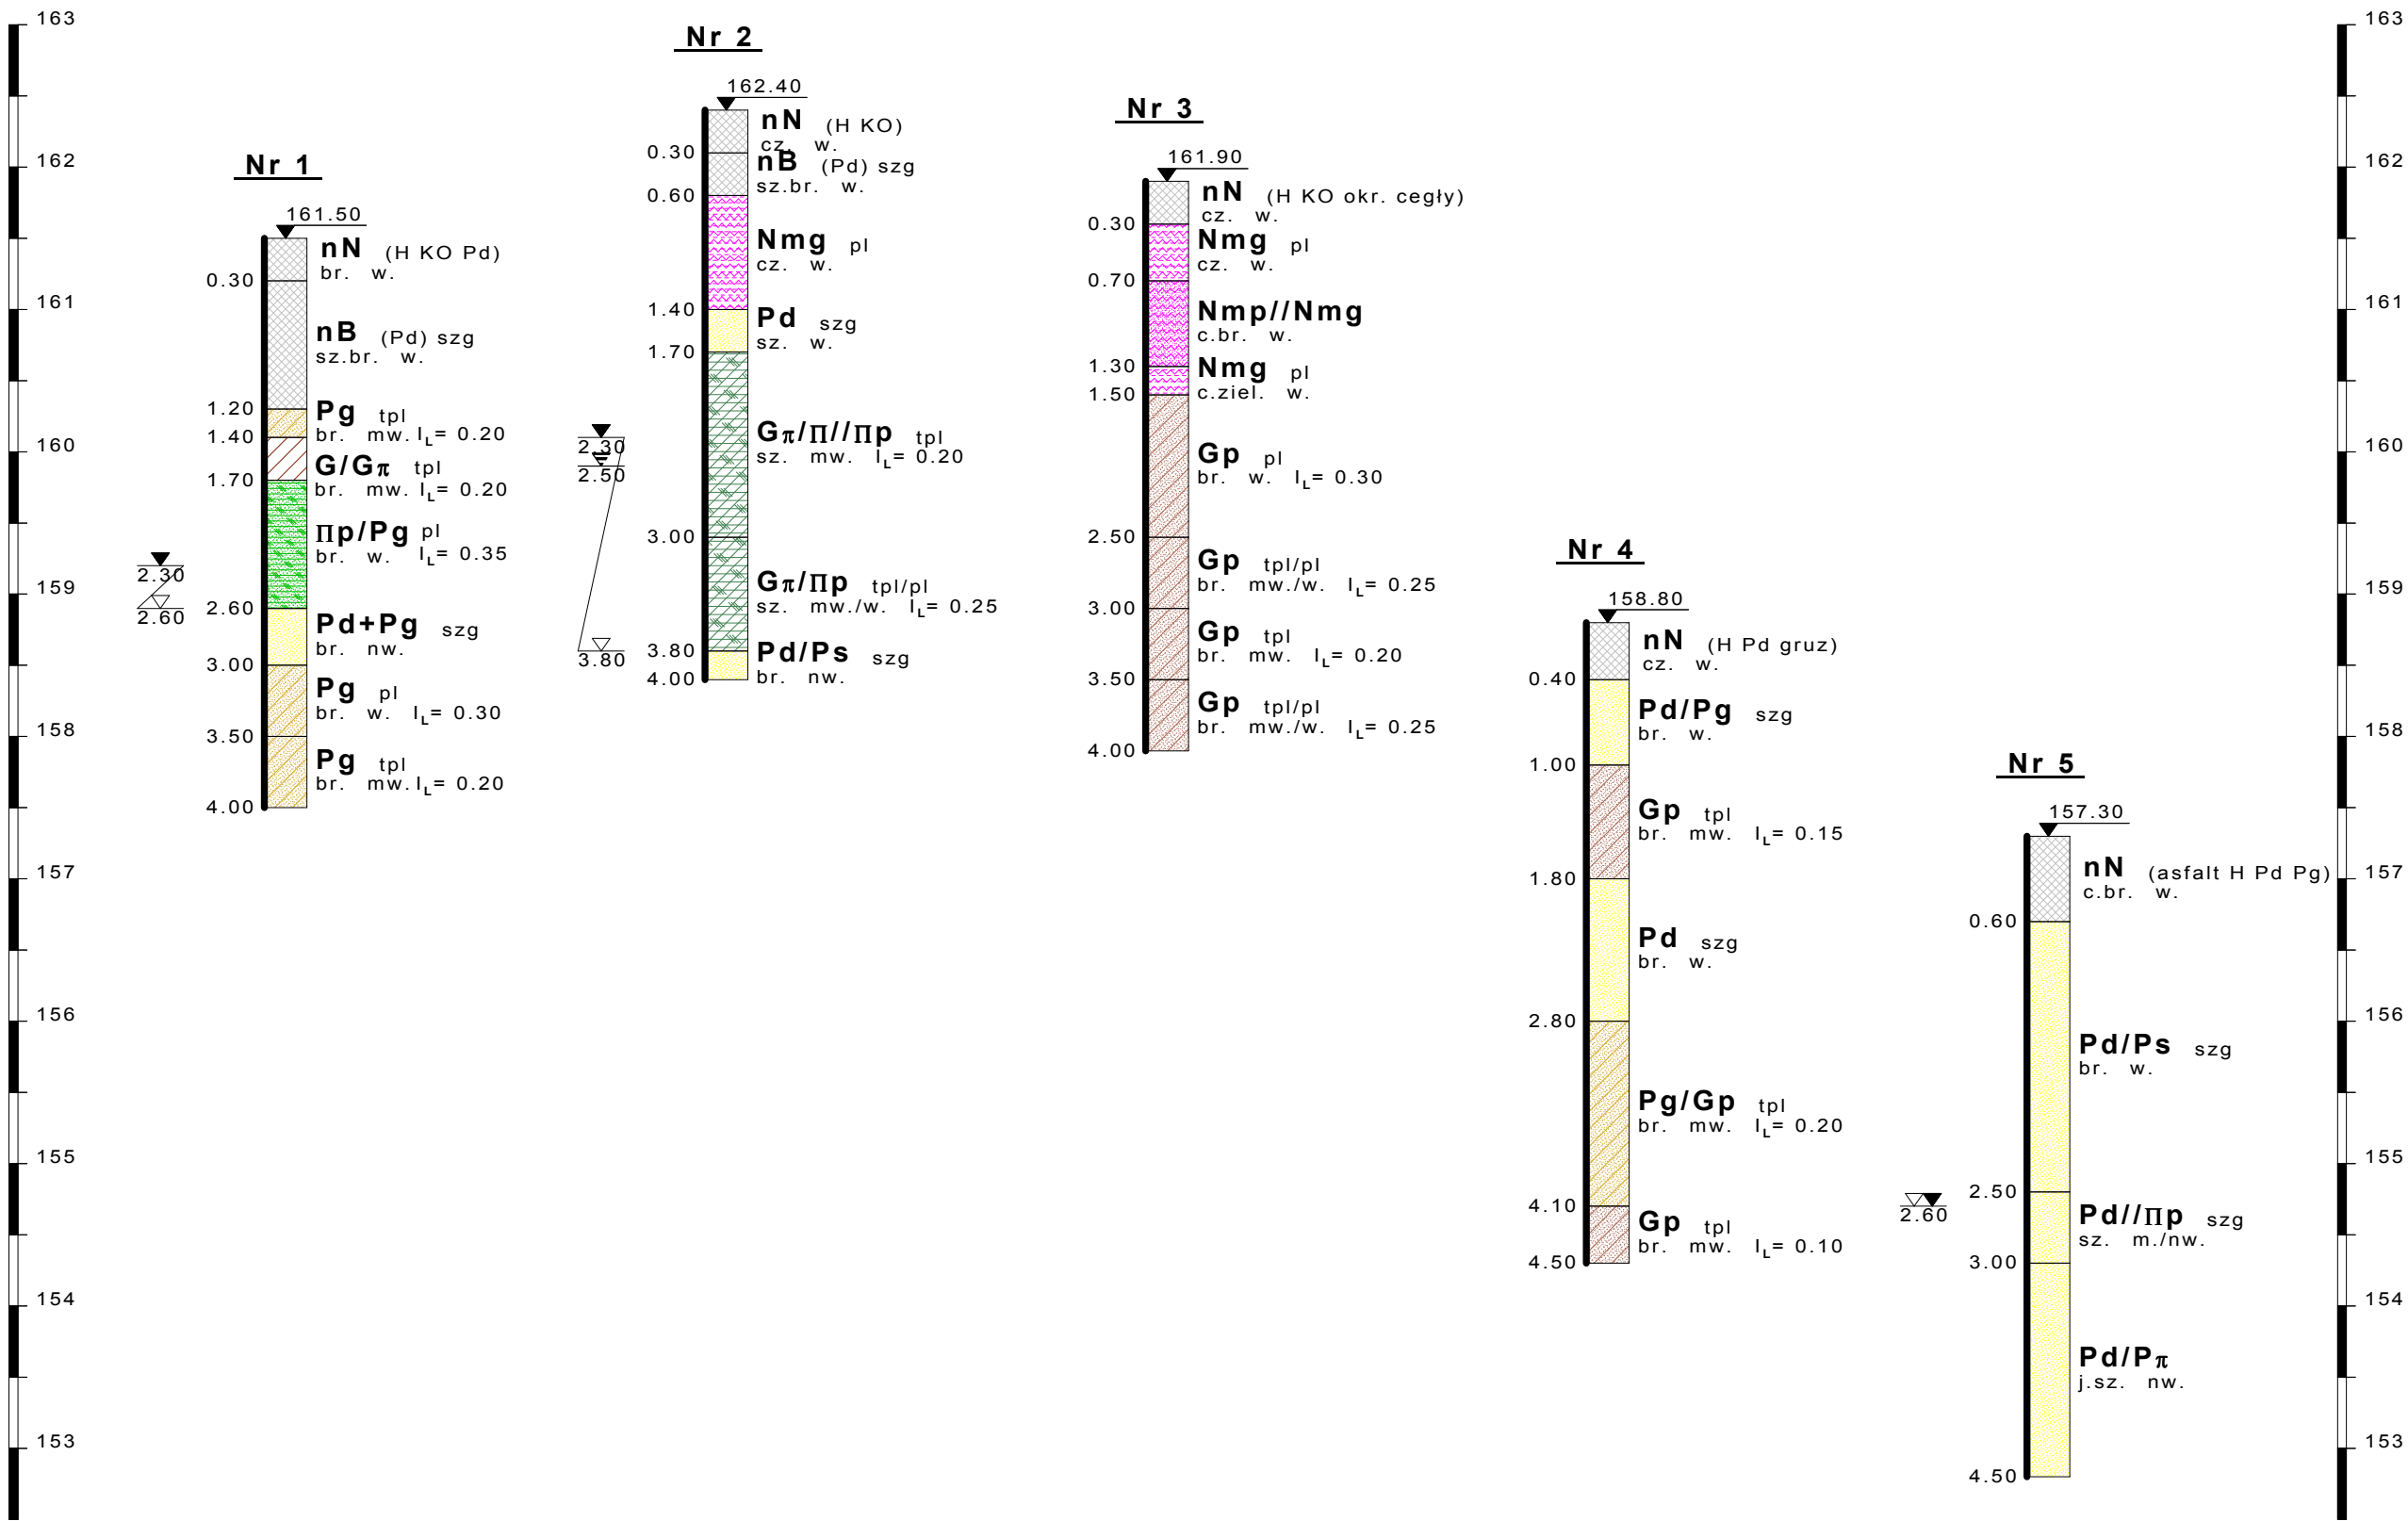 163
162
161
160
159
158
157
156
155
154
153
Nr 1
161.50
nN (H KO Pd)
br. w.
0.30
nB (Pd) szg
sz.br. w.
1.20
Pg tpl
br. mw. IL= 0.20
1.40
G/Gπ tpl
br. mw. IL= 0.20
1.70
Πp/Pg pl
br. w. IL= 0.35
2.30
2.60
2.60
Pd+Pg szg
br. nw.
3.00
Pg pl
br. w. IL= 0.30
3.50
Pg tpl
br. mw. IL= 0.20
4.00
Nr 2
162.40
nN (H KO)
cz. w.
0.30
nB (Pd) szg
sz.br. w.
0.60
Nmg pl
cz. w.
1.40
Pd szg
sz. w.
1.70
Gπ/Π//Πp tpl
sz. mw. IL= 0.20
2.30
2.50
3.00
Gπ/Πp tpl/pl
sz. mw./w. IL= 0.25
3.80
3.80
Pd/Ps szg
br. nw.
4.00
Nr 3
161.90
nN (H KO okr. cegły)
cz. w.
0.30
Nmg pl
cz. w.
0.70
Nmp//Nmg
c.br. w.
1.30
Nmg pl
c.ziel. w.
1.50
Gp pl
br. w. IL= 0.30
2.50
Gp tpl/pl
br. mw./w. IL= 0.25
3.00
Gp tpl
br. mw. IL= 0.20
3.50
Gp tpl/pl
br. mw./w. IL= 0.25
4.00
Nr 4
158.80
nN (H Pd gruz)
cz. w.
0.40
Pd/Pg szg
br. w.
1.00
Gp tpl
br. mw. IL= 0.15
1.80
Pd szg
br. w.
2.80
Pg/Gp tpl
br. mw. IL= 0.20
4.10
Gp tpl
br. mw. IL= 0.10
4.50
Nr 5
157.30
nN (asfalt H Pd Pg)
c.br. w.
0.60
Pd/Ps szg
br. w.
2.50
2.60
Pd//Πp szg
sz. m./nw.
3.00
Pd/Pπ
j.sz. nw.
4.50
163
162
161
160
159
158
157
156
155
154
153